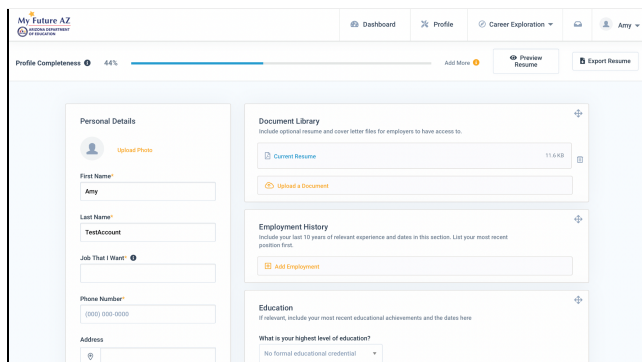 My Future AZ
ARIZONA DEPARTMENT
OF EDUCATION
Dashboard
Profile
Career Exploration
Amy
Profile Completeness 44%
Add More
Preview
Resume
Export Resume
Personal Details
Upload Photo
First Name*
Amy
Last Name*
TestAccount
Job That I Want*
Phone Number*
(000) 000-0000
Address
Document Library
Include optional resume and cover letter files for employers to have access to.
Current Resume 11.6 KB
Upload a Document
Employment History
Include your last 10 years of relevant experience and dates in this section. List your most recent
position first.
Add Employment
Education
If relevant, include your most recent educational achievements and the dates here
What is your highest level of education?
No formal educational credential